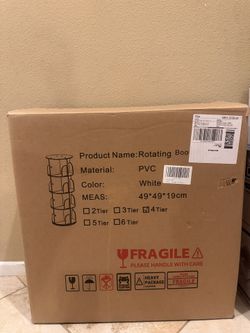 Product Name:Rotating Boo
Material: PVC
Color: White
MEAS: 49*49*19cm
2Tier 3Tier 4Tier
5Tier 6Tier
FRAGILE
PLEASE HANDLE WITH CARE
HEAVY
PACKAGE